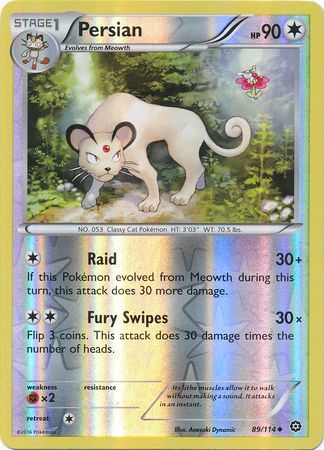 STAGE1
Persian
HP 90
Evolves from Meowth
NO. 053 Classy Cat Pokémon HT: 3'03" WT: 70.5 lbs.
Raid 30+
If this Pokémon evolved from Meowth during this
turn, this attack does 30 more damage.
Fury Swipes 30×
Flip 3 coins. This attack does 30 damage times the
number of heads.
weakness resistance
×2
Its lithe muscles allow it to walk
without making a sound. It attacks
in an instant.
retreat
©2016 Pokémon
Illus. Anesaki Dynamic
89/114